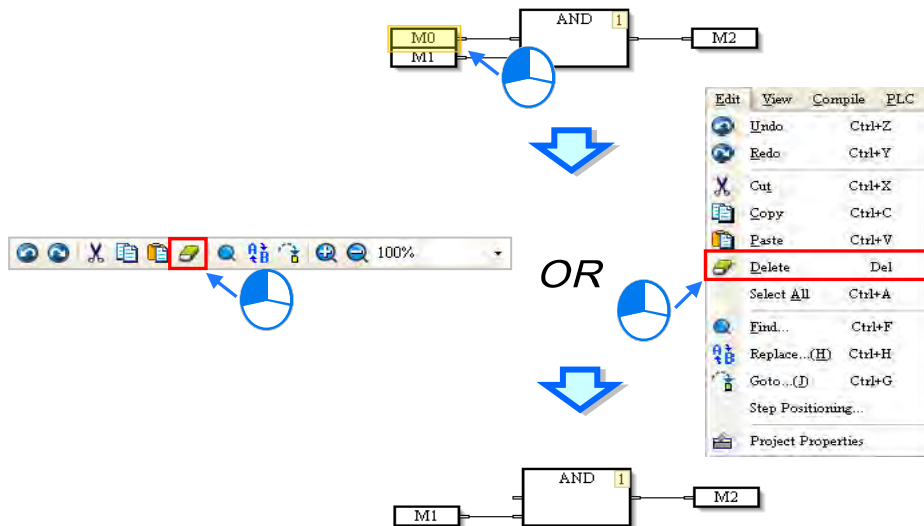 AND 1
M0
M1
M2
Edit View Compile PLC
Undo Ctrl+Z
Redo Ctrl+Y
Cut Ctrl+X
Copy Ctrl+C
Paste Ctrl+V
Delete Del
Select All Ctrl+A
Find... Ctrl+F
Replace...(H) Ctrl+H
Goto...(J) Ctrl+G
Step Positioning...
Project Properties
100%
OR
AND 1
M1
M2